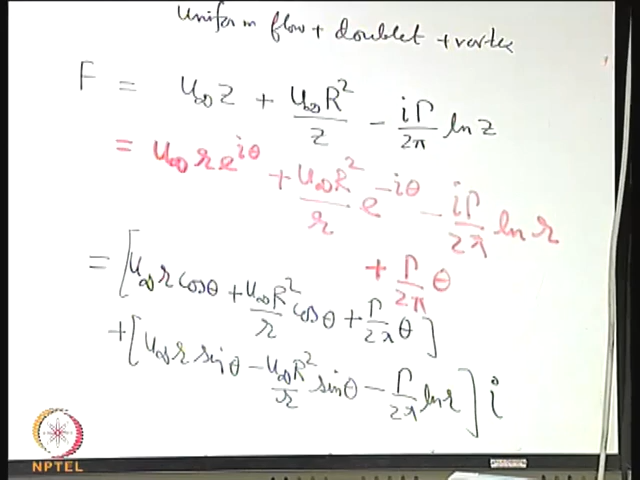 Uniform flow + doublet + vortex
F = u∞ z + u∞R²/z − iΓ/2π ln z
= u∞ r e^{iθ} + u∞R²/r e^{−iθ} − iΓ/2π ln r
+ Γ/2π θ
= [u∞ r cosθ + u∞R²/r cosθ + Γ/2π θ]
+ [u∞ r sinθ − u∞R²/r sinθ − Γ/2π ln r] i
NPTEL